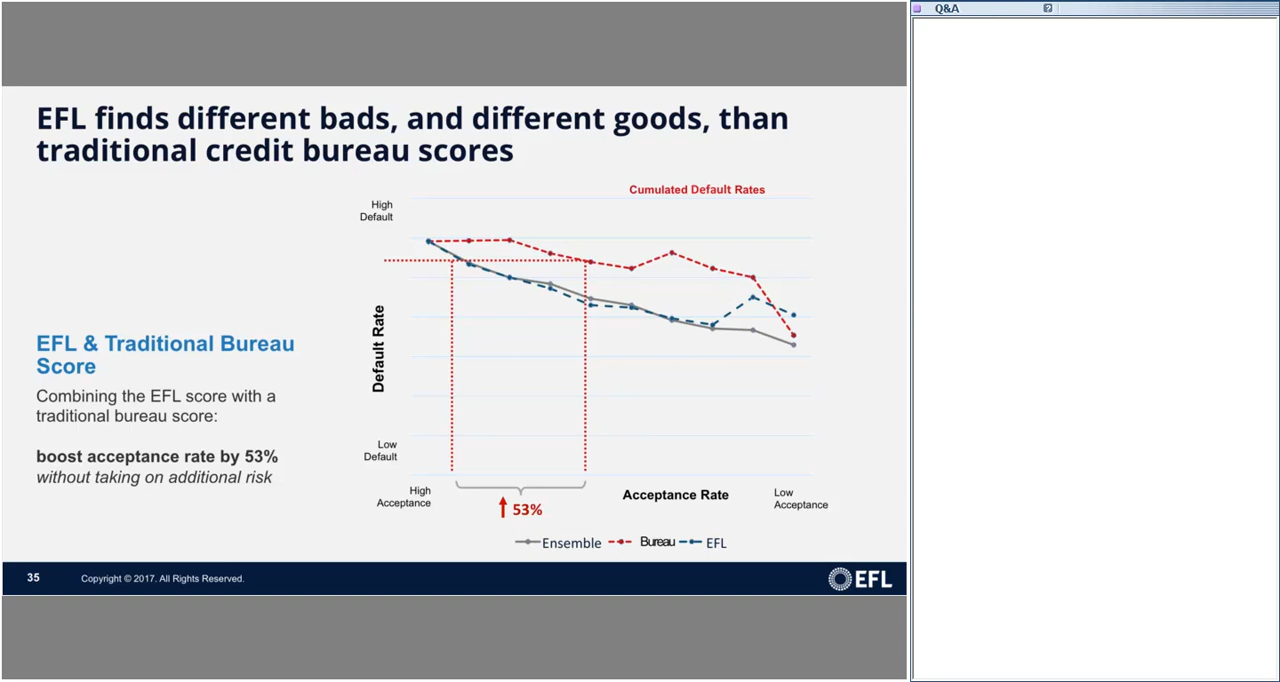 Q&A
EFL finds different bads, and different goods, than
traditional credit bureau scores
Cumulated Default Rates
High
Default
Default Rate
Low
Default
EFL & Traditional Bureau
Score
Combining the EFL score with a
traditional bureau score:
boost acceptance rate by 53%
without taking on additional risk
High
Acceptance
53%
Acceptance Rate
Low
Acceptance
Ensemble
Bureau
EFL
35
Copyright © 2017. All Rights Reserved.
EFL